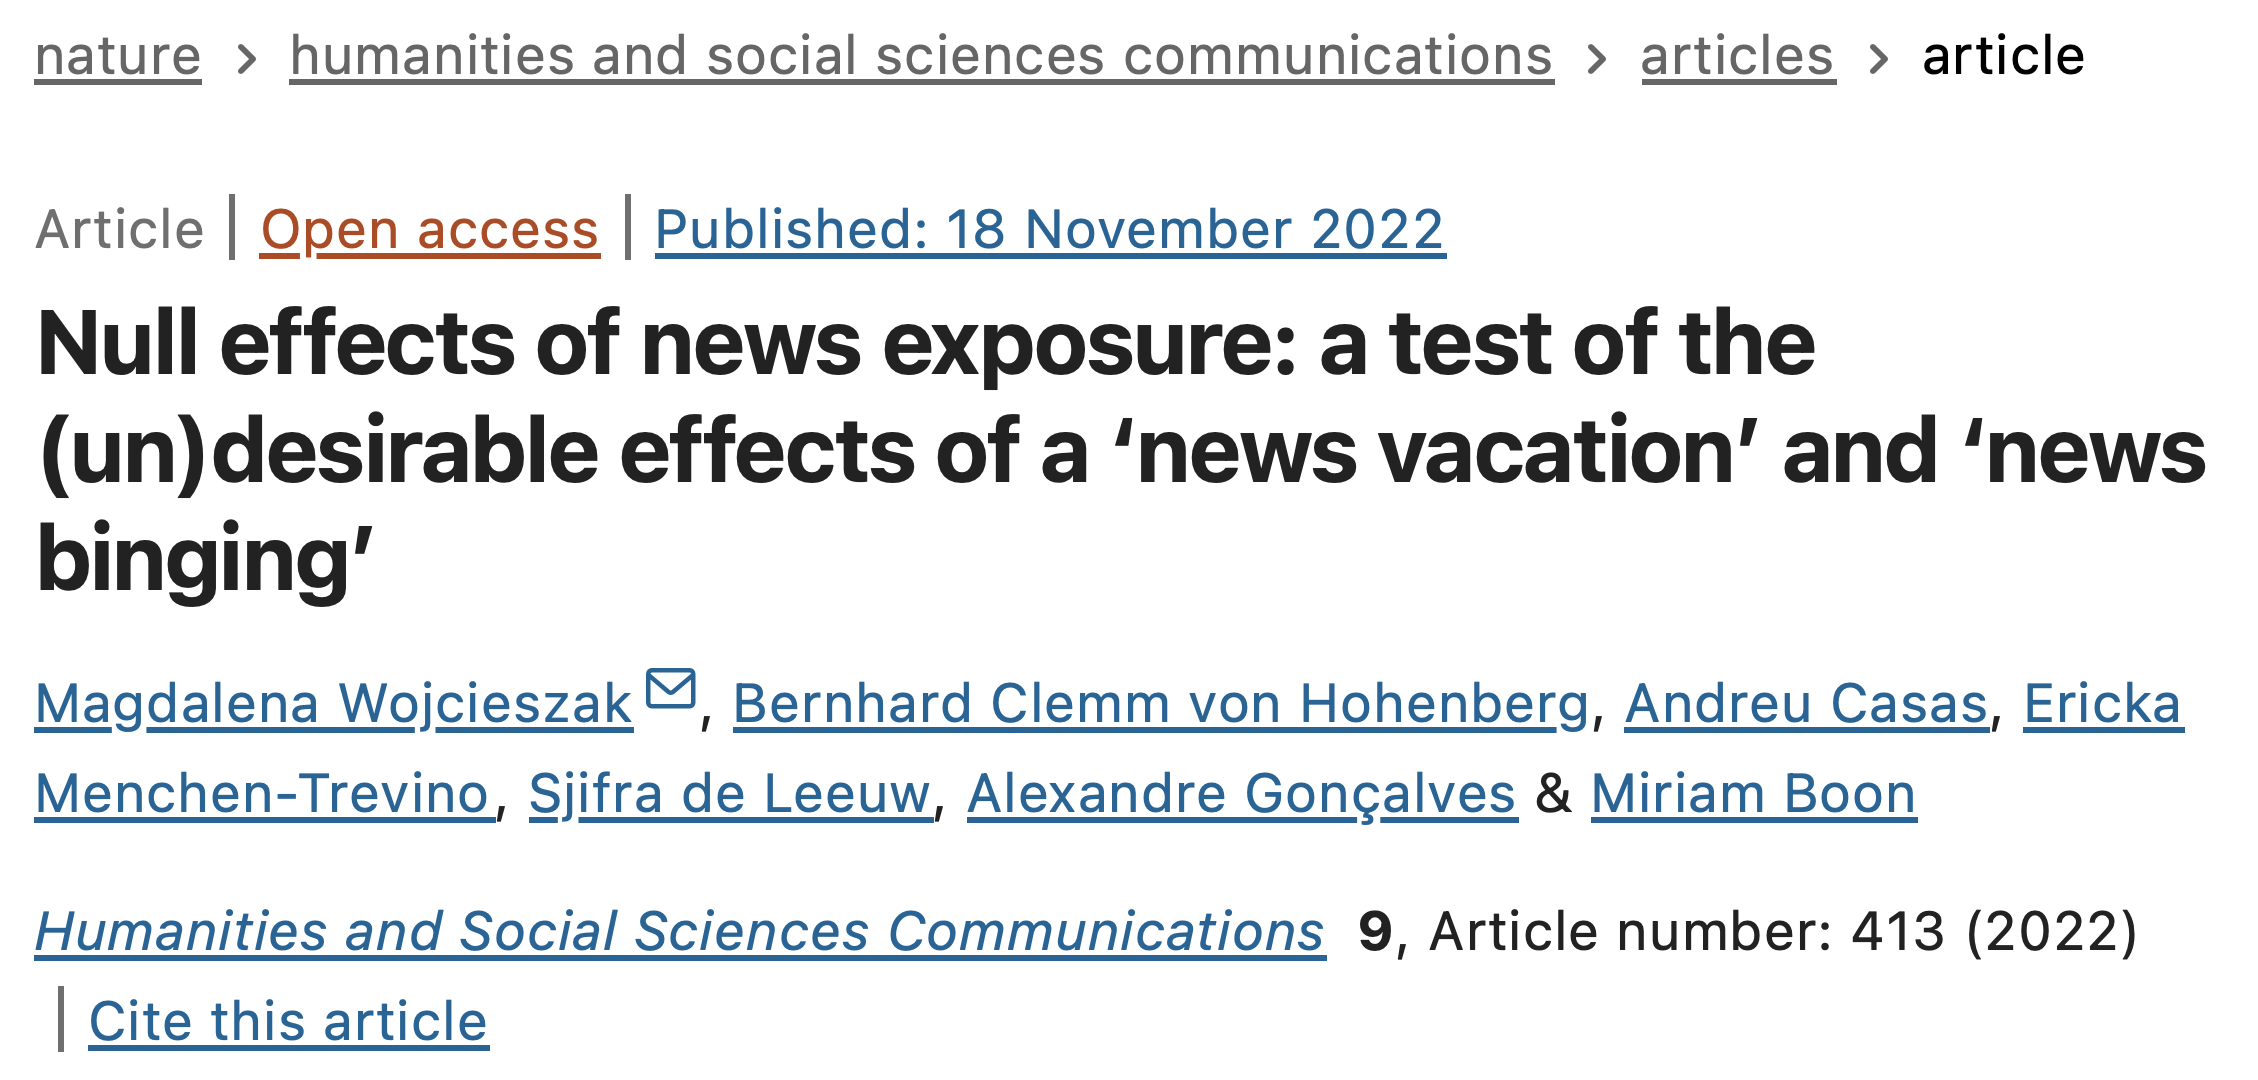 nature > humanities and social sciences communications > articles > article
Article | Open access | Published: 18 November 2022
Null effects of news exposure: a test of the
(un)desirable effects of a ‘news vacation’ and ‘news
binging’
Magdalena Wojcieszak, Bernhard Clemm von Hohenberg, Andreu Casas, Ericka
Menchen-Trevino, Sjifra de Leeuw, Alexandre Gonçalves & Miriam Boon
Humanities and Social Sciences Communications 9, Article number: 413 (2022)
| Cite this article